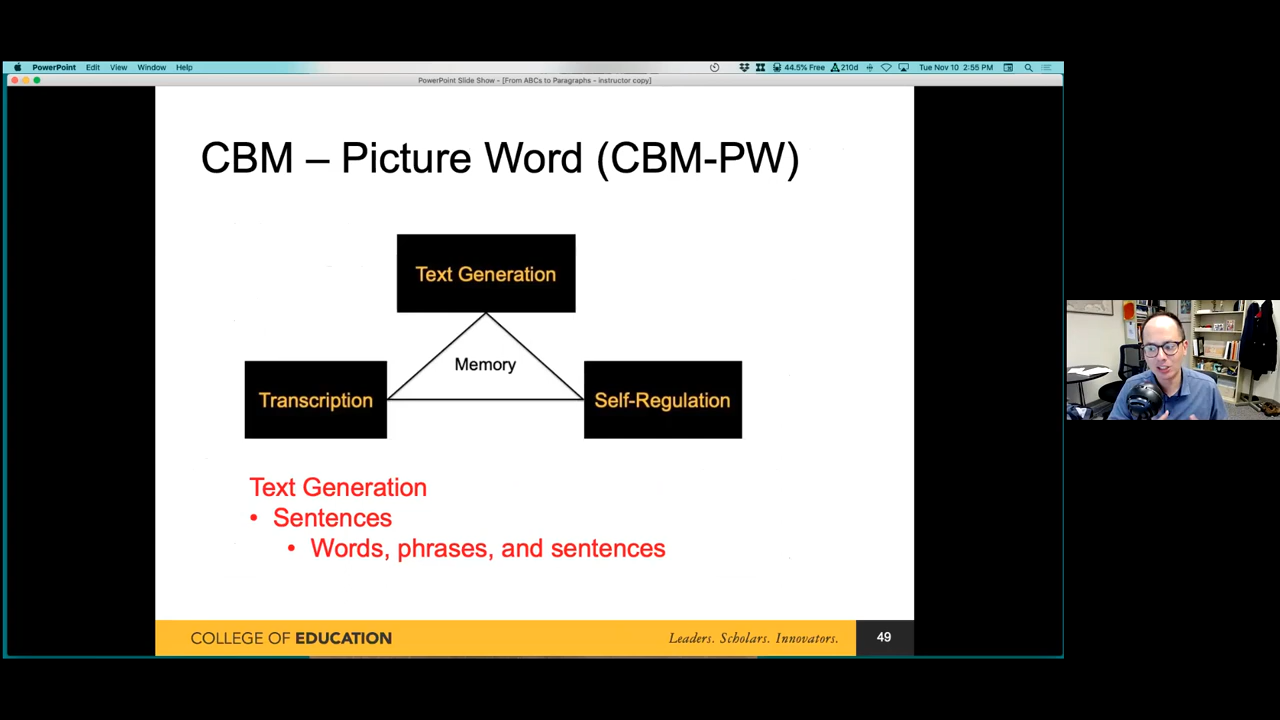 PowerPoint Edit View Window Help 44.5% Free 210d Tue Nov 10 2:55 PM
PowerPoint Slide Show - [From ABCs to Paragraphs - instructor copy]
CBM – Picture Word (CBM-PW)
Text Generation
Memory
Transcription
Self-Regulation
Text Generation
• Sentences
• Words, phrases, and sentences
COLLEGE OF EDUCATION
Leaders. Scholars. Innovators.
49